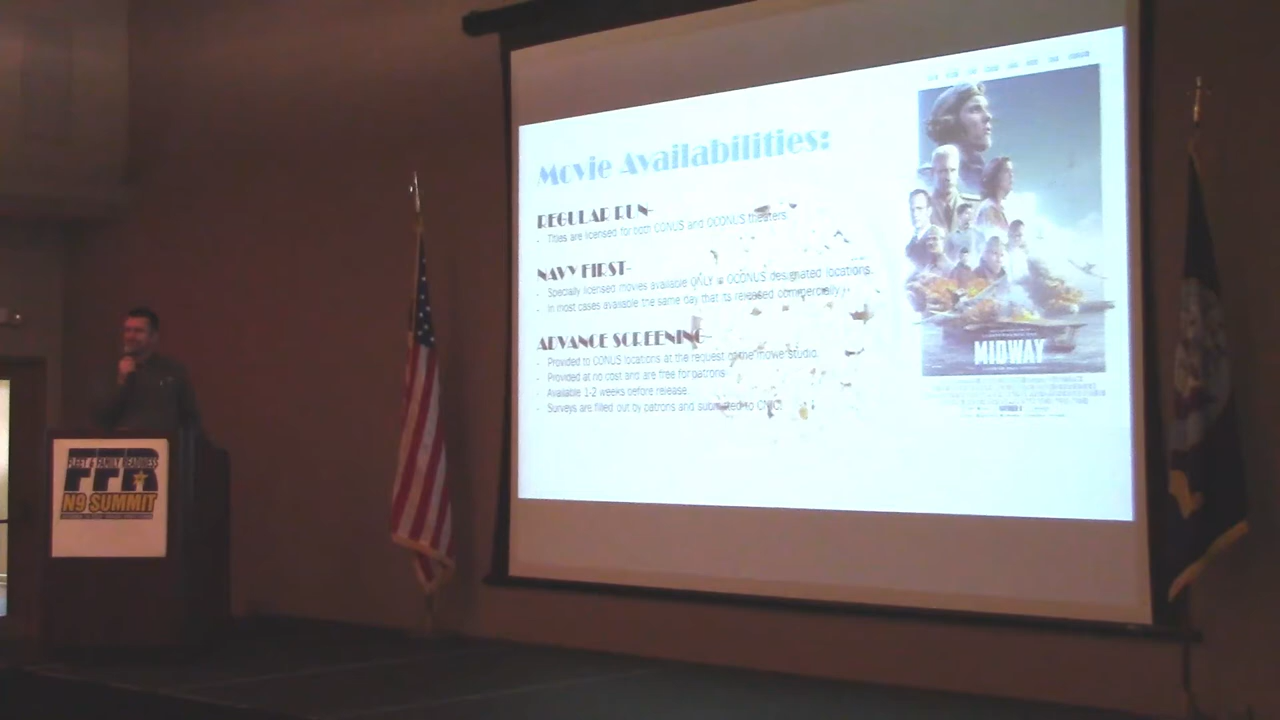 Movie Availabilities:
REGULAR RUN-
- Titles are licensed for both CONUS and OCONUS theaters
NAVY FIRST-
- Specially licensed movies available ONLY in OCONUS designated locations.
- In most cases available the same day that its released commercially.
ADVANCE SCREENING-
- Provided to CONUS locations at the request of the movie studio.
- Provided at no cost and are free for patrons
- Available 1-2 weeks before release.
- Surveys are filled out by patrons and submitted to CNIC.
MIDWAY
FLEET & FAMILY READINESS
FFR
N9 SUMMIT